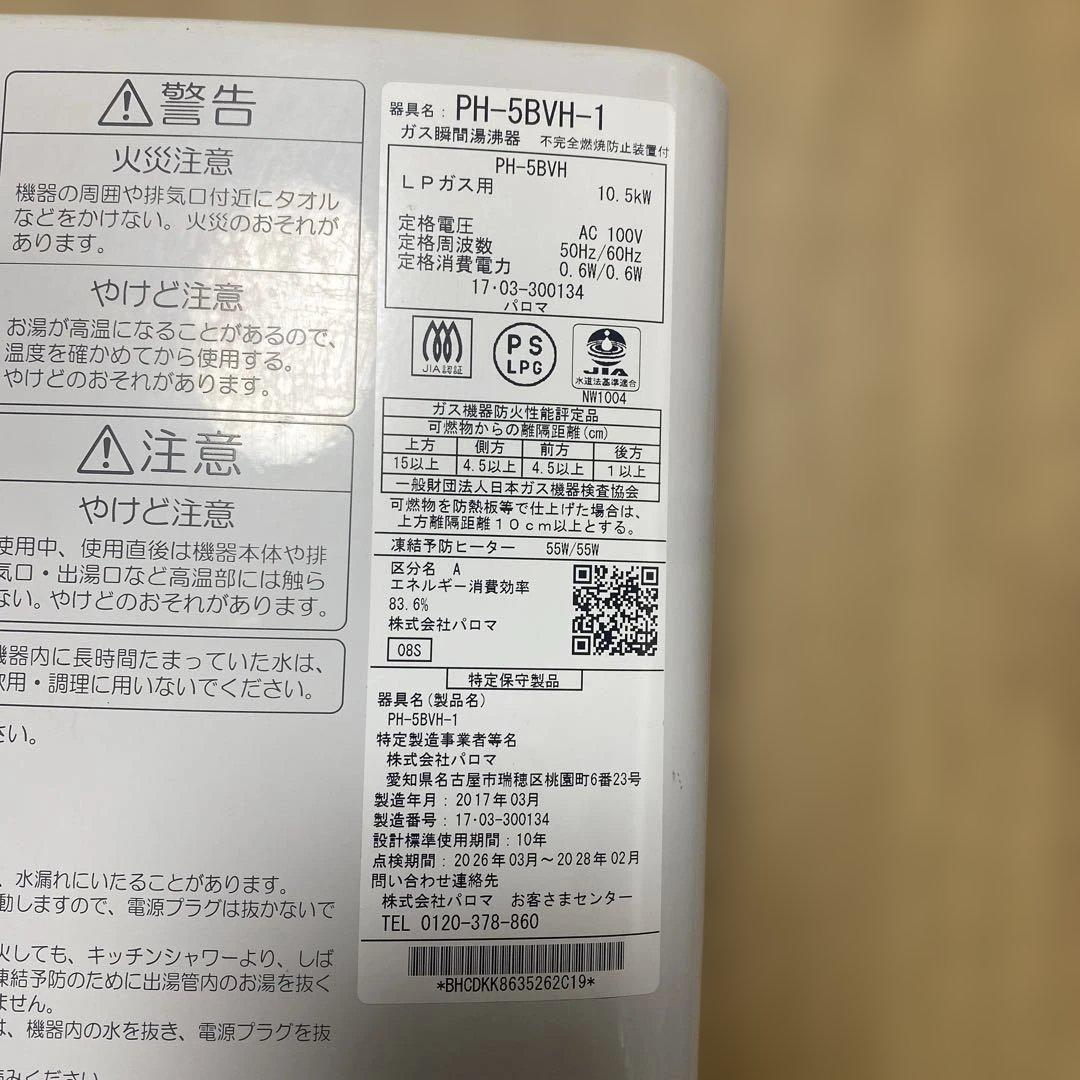 警告
火災注意
機器の周囲や排気口付近にタオル
などをかけない。火災のおそれが
あります。
やけど注意
お湯が高温になることがあるので、
温度を確かめてから使用する。
やけどのおそれがあります。
注意
やけど注意
使用中、使用直後は機器本体や排
気口・出湯口など高温部には触ら
ない。やけどのおそれがあります。
機器内に長時間たまっていた水は、
飲用・調理に用いないでください。
さい。
、水漏れにいたることがあります。
動しますので、電源プラグは抜かないで
火しても、キッチンシャワーより、しば
凍結予防のために出湯管内のお湯を抜く
ません。
は、機器内の水を抜き、電源プラグを抜
読みください。
器具名: PH-5BVH-1
ガス瞬間湯沸器 不完全燃焼防止装置付
PH-5BVH
LPガス用 10.5kW
定格電圧 AC 100V
定格周波数 50Hz/60Hz
定格消費電力 0.6W/0.6W
17・03-300134
パロマ
JIA認証
PS
LPG
JIA
水道法基準適合
NW1004
ガス機器防火性能評定品
可燃物からの離隔距離(cm)
上方 側方 前方 後方
15以上 4.5以上 4.5以上 1以上
一般財団法人日本ガス機器検査協会
可燃物を防熱板等で仕上げた場合は、
上方離隔距離10cm以上とする。
凍結予防ヒーター 55W/55W
区分名 A
エネルギー消費効率
83.6%
株式会社パロマ
08S
特定保守製品
器具名(製品名)
PH-5BVH-1
特定製造事業者等名
株式会社パロマ
愛知県名古屋市瑞穂区桃園町6番23号
製造年月: 2017年03月
製造番号: 17・03-300134
設計標準使用期間: 10年
点検期間: 2026年03月～2028年02月
問い合わせ連絡先
株式会社パロマ お客さまセンター
TEL 0120-378-860
*BHCDKK8635262C19*